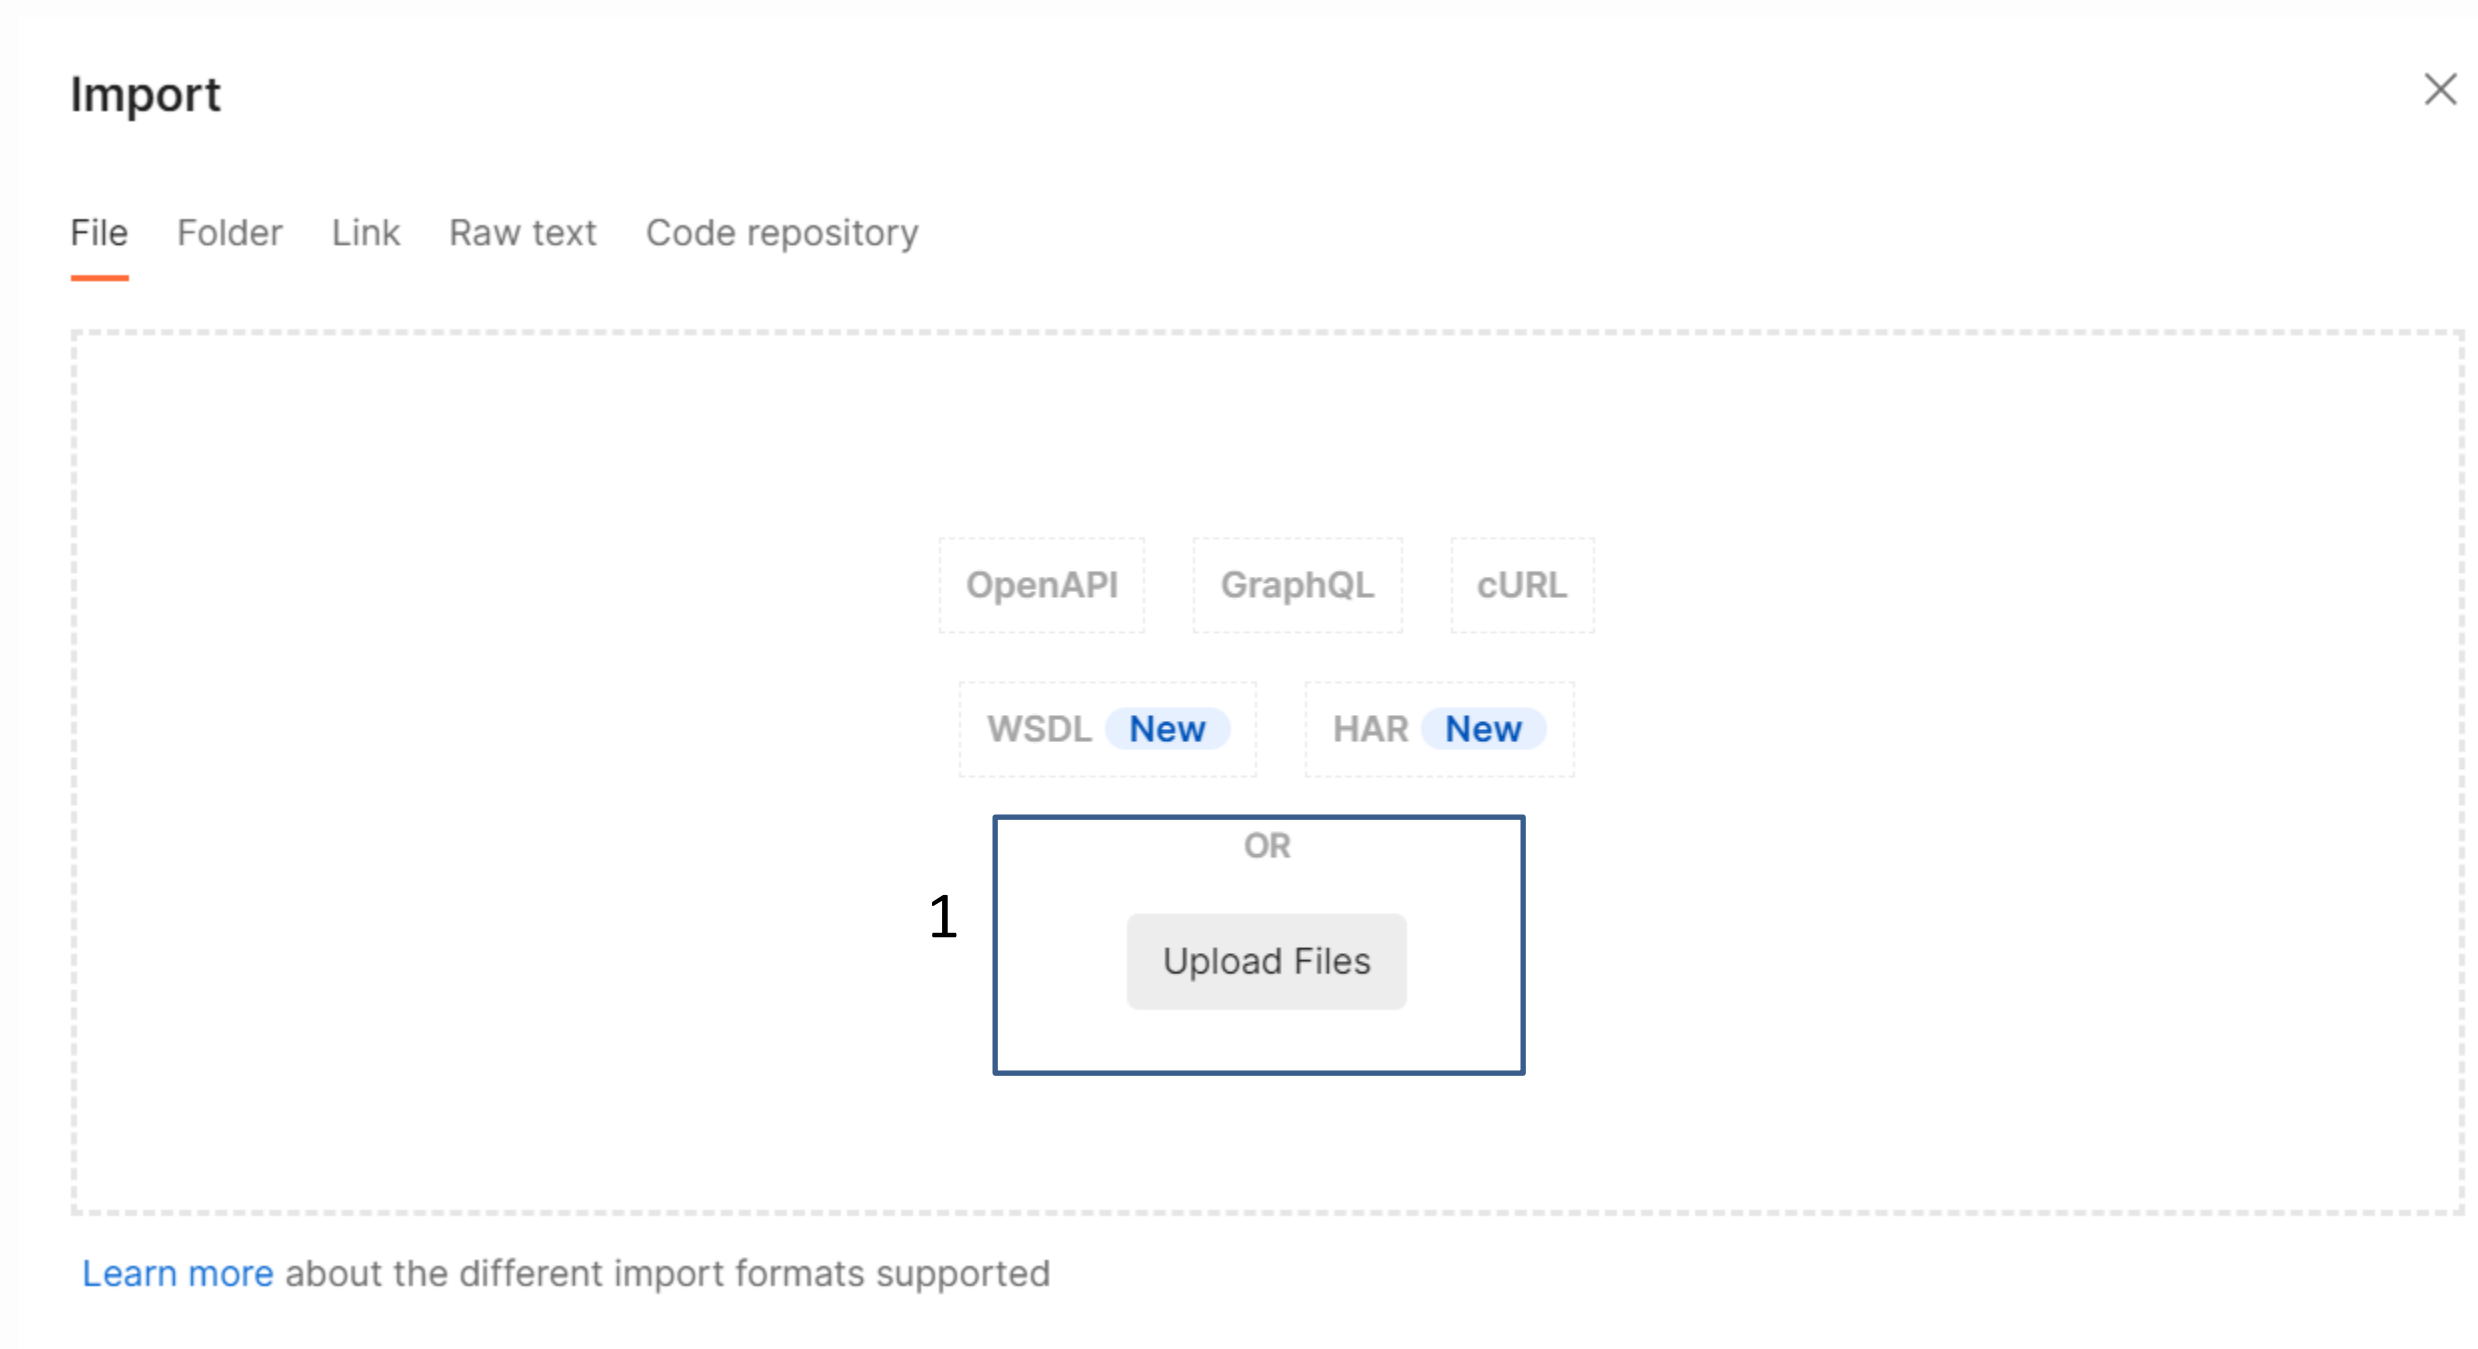 Import
File Folder Link Raw text Code repository
OpenAPI GraphQL cURL
WSDL New HAR New
OR
1
Upload Files
Learn more about the different import formats supported